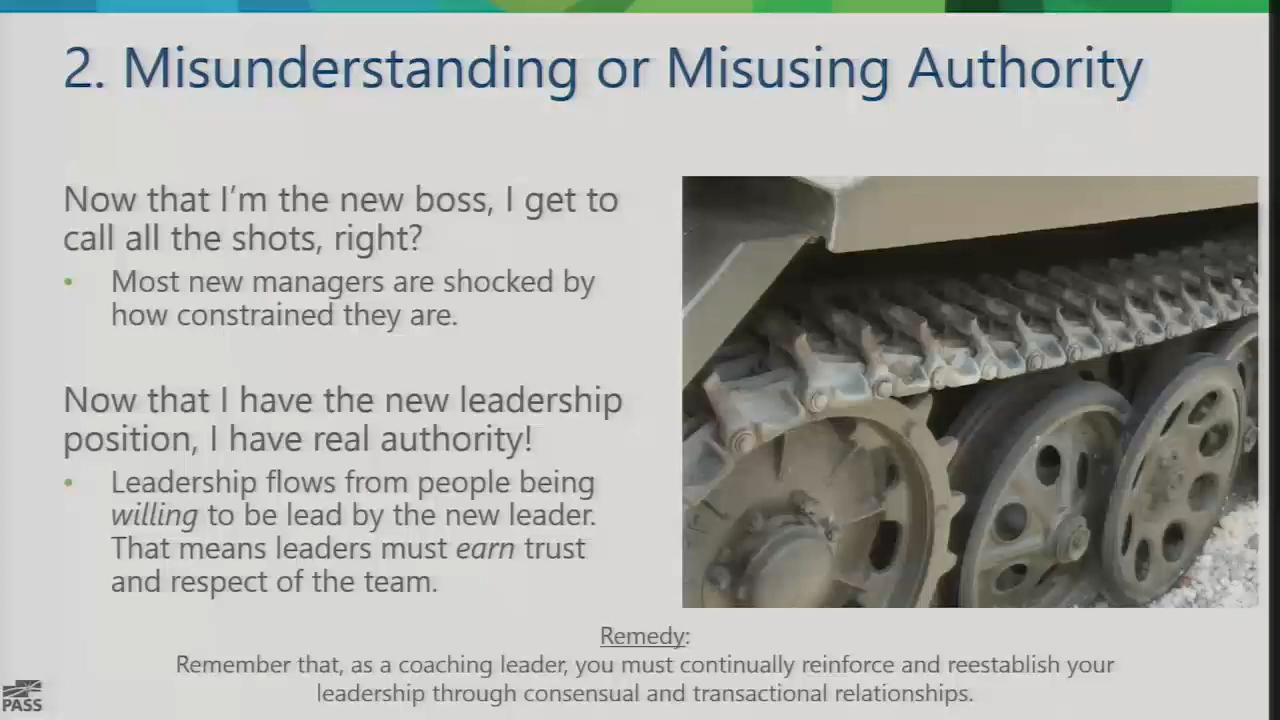 2. Misunderstanding or Misusing Authority
Now that I'm the new boss, I get to
call all the shots, right?
• Most new managers are shocked by
how constrained they are.
Now that I have the new leadership
position, I have real authority!
• Leadership flows from people being
willing to be lead by the new leader.
That means leaders must earn trust
and respect of the team.
Remedy:
Remember that, as a coaching leader, you must continually reinforce and reestablish your
leadership through consensual and transactional relationships.
PASS